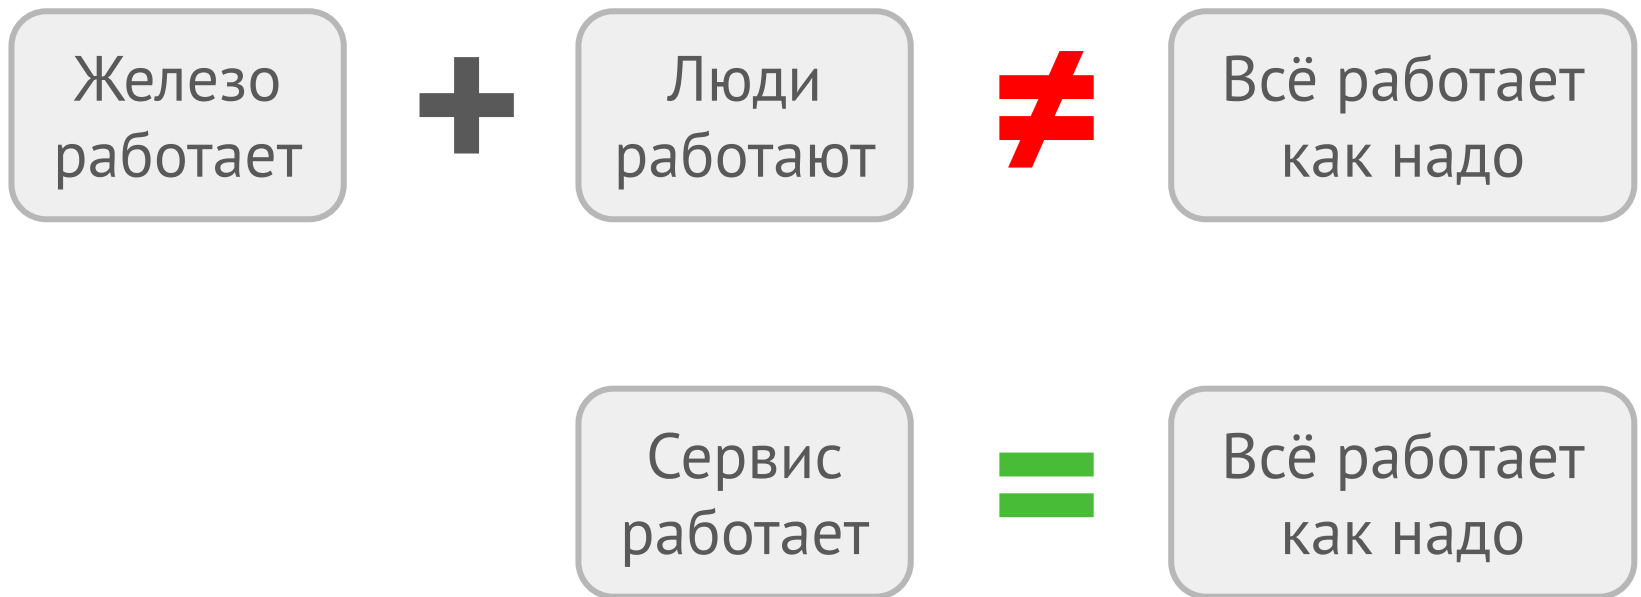 Железо
работает
+
Люди
работают
≠
Всё работает
как надо
Сервис
работает
=
Всё работает
как надо